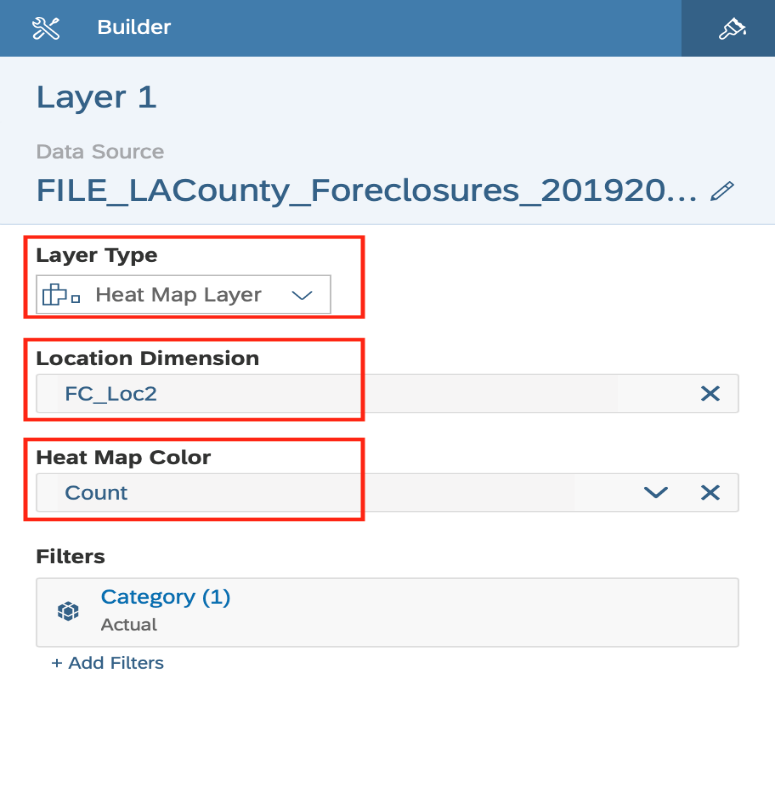 Builder
Layer 1
Data Source
FILE_LACounty_Foreclosures_201920...
Layer Type
Heat Map Layer
Location Dimension
FC_Loc2
Heat Map Color
Count
Filters
Category (1)
Actual
+ Add Filters